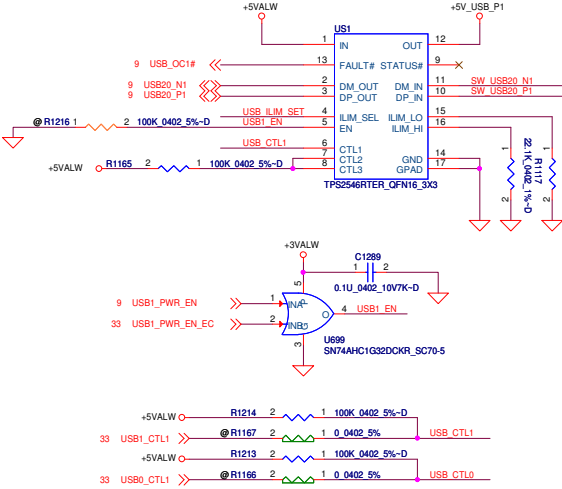 +5VALW
+5V_USB_P1
US1
1 IN OUT 12
9 USB_OC1# 13 FAULT# STATUS# 9
9 USB20_N1 2 DM_OUT DM_IN 11 SW_USB20_N1
9 USB20_P1 3 DP_OUT DP_IN 10 SW_USB20_P1
USB_ILIM_SET 4 ILIM_SEL ILIM_LO 15
@ R1216 1 2 100K_0402_5%~D USB1_EN 5 EN ILIM_HI 16
USB_CTL1 6 CTL1
7 CTL2 GND 14
+5VALW R1165 2 1 100K_0402_5%~D 8 CTL3 GPAD 17
TPS2546RTER_QFN16_3X3
1 2 1 2
R1117
22.1K_0402_1%~D
+3VALW
C1289
1 2
0.1U_0402_10V7K~D
5
9 USB1_PWR_EN 1 INA P
O 4 USB1_EN
33 USB1_PWR_EN_EC 2 INB G
3
U699
SN74AHC1G32DCKR_SC70-5
+5VALW R1214 2 1 100K_0402_5%~D
33 USB1_CTL1 @ R1167 2 1 0_0402_5% USB_CTL1
+5VALW R1213 2 1 100K_0402_5%~D
33 USB0_CTL1 @ R1166 2 1 0_0402_5% USB_CTL0